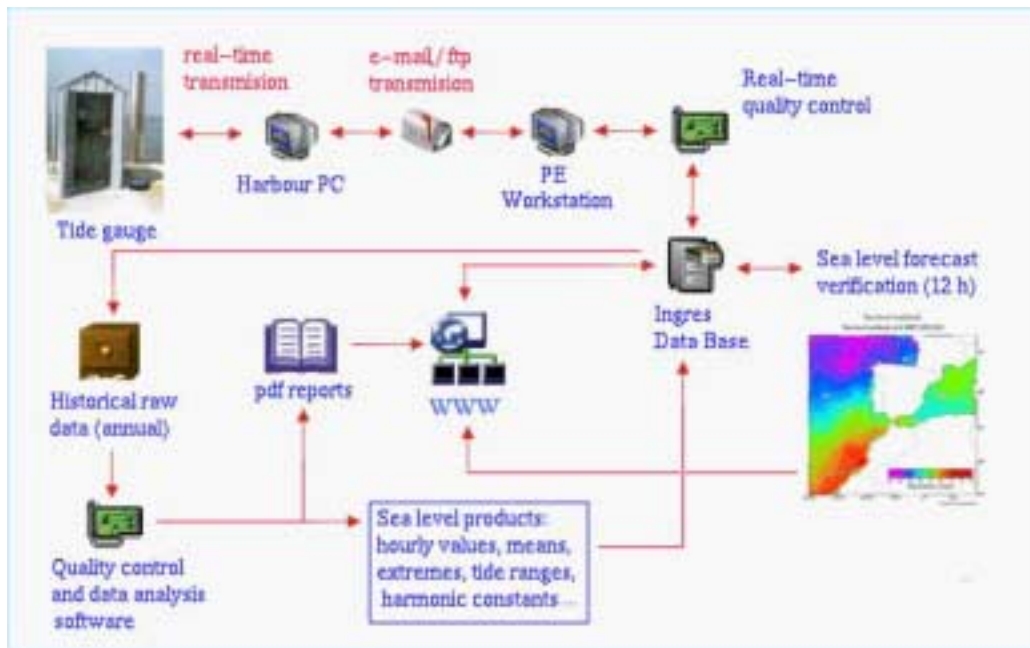 real-time
transmision
e-mail/ftp
transmision
Real-time
quality control
Harbour PC
PE
Workstation
Tide gauge
Sea level forecast
verification (12 h)
Ingres
Data Base
pdf reports
WWW
Historical raw
data (annual)
Sea level products:
hourly values, means,
extremes, tide ranges,
harmonic constants...
Quality control
and data analysis
software